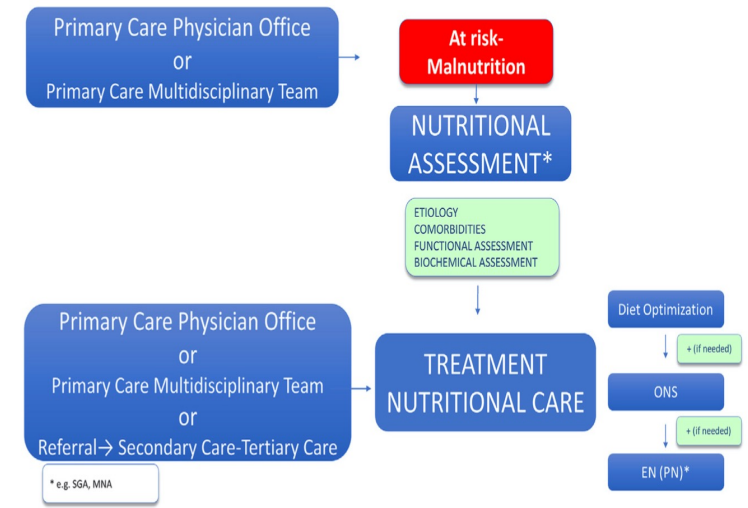 Primary Care Physician Office
or
Primary Care Multidisciplinary Team
At risk-
Malnutrition
NUTRITIONAL
ASSESSMENT*
ETIOLOGY
COMORBIDITIES
FUNCTIONAL ASSESSMENT
BIOCHEMICAL ASSESSMENT
Primary Care Physician Office
or
Primary Care Multidisciplinary Team
or
Referral→ Secondary Care-Tertiary Care
TREATMENT
NUTRITIONAL CARE
Diet Optimization
+ (if needed)
ONS
+ (if needed)
EN (PN)*
* e.g. SGA, MNA